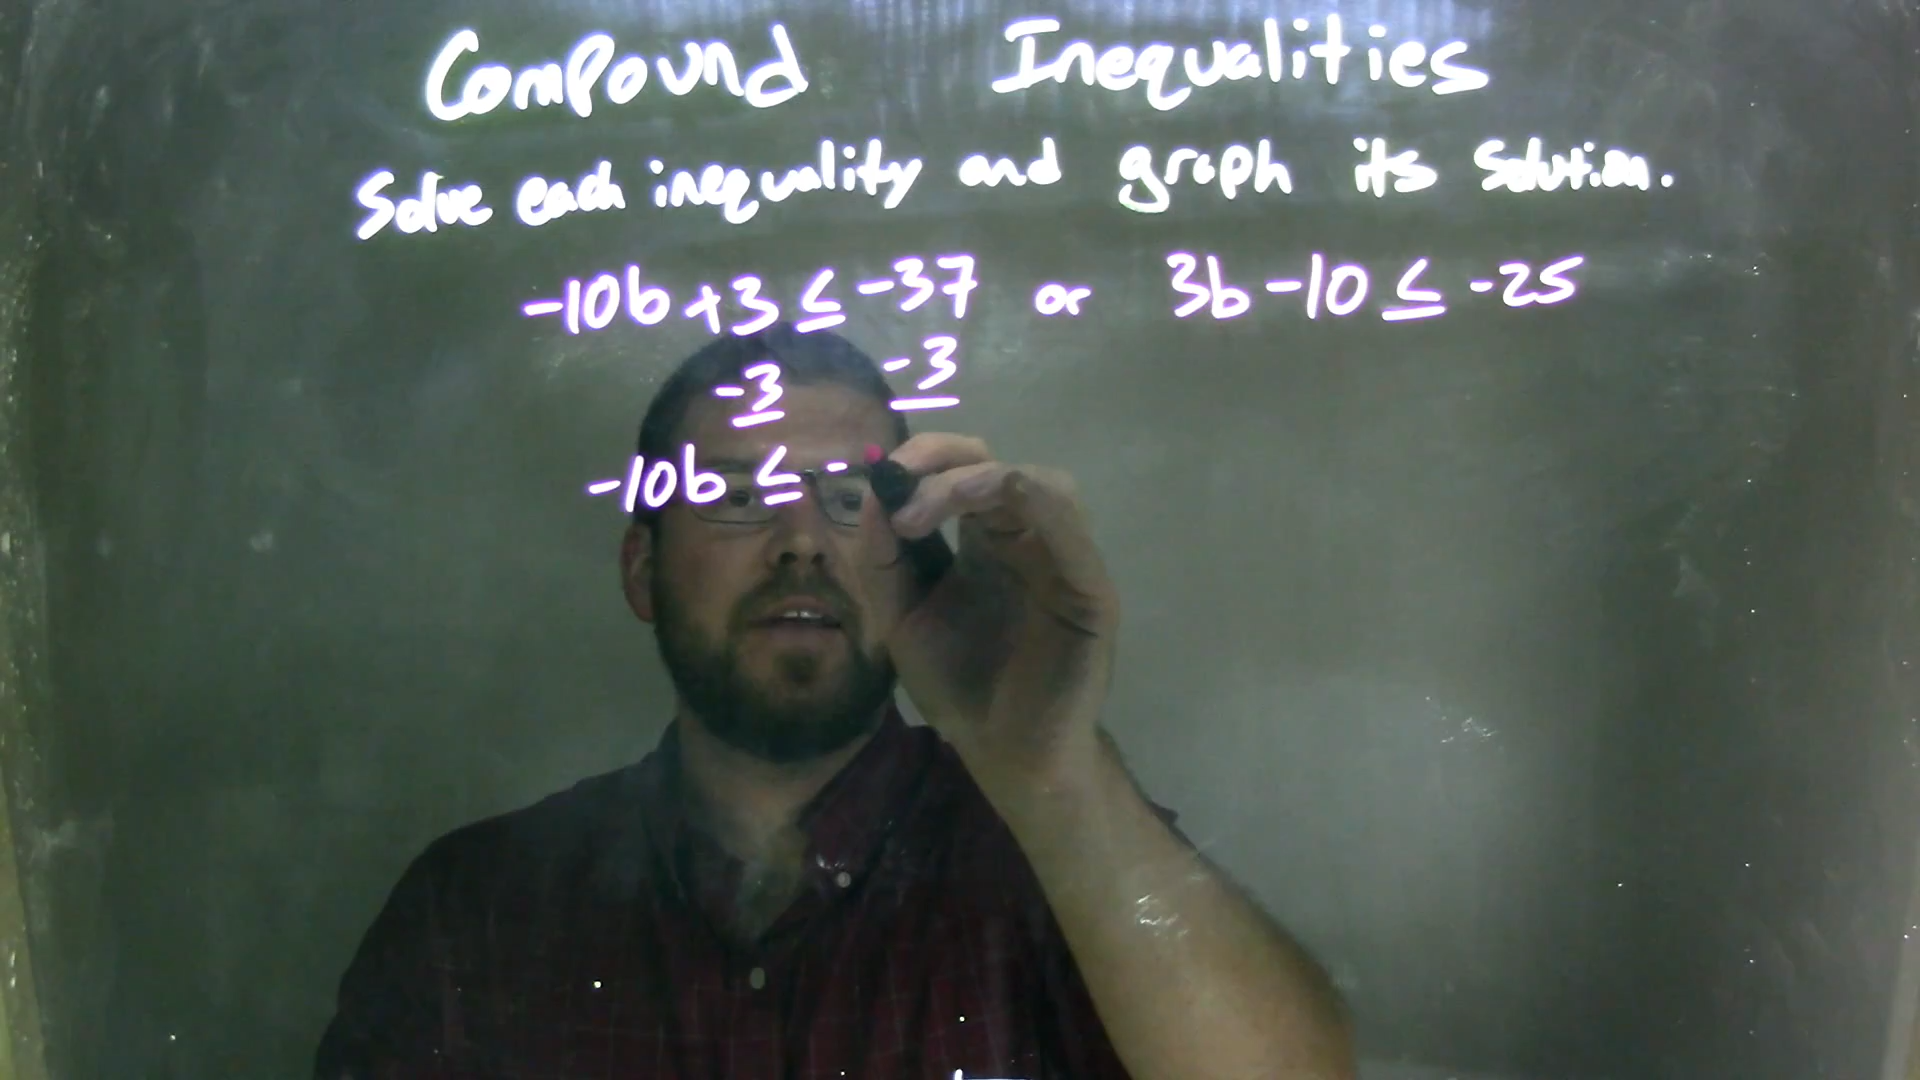 Compound Inequalities
Solve each inequality and graph its solution.
-10b +3 ≤ -37 or 3b -10 ≤ -25
-3 -3
-10b ≤ -